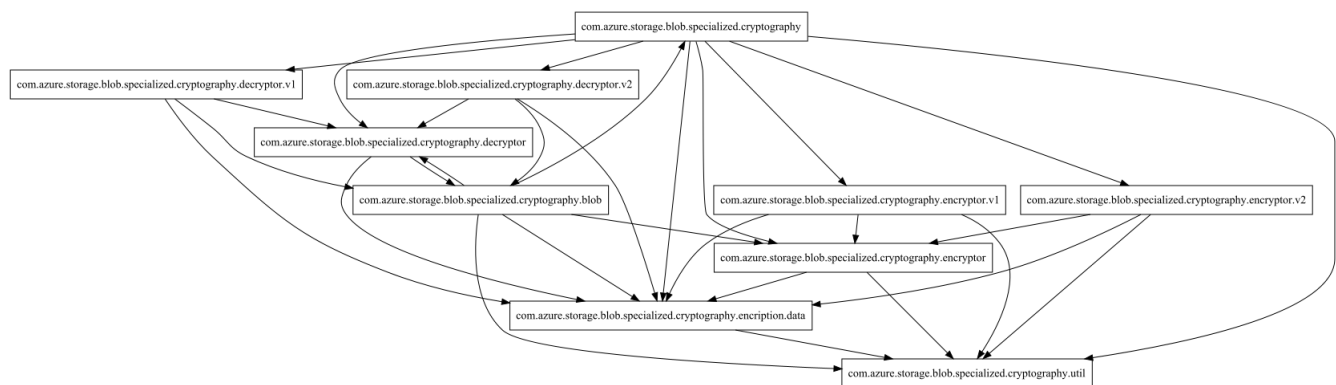 com.azure.storage.blob.specialized.cryptography
com.azure.storage.blob.specialized.cryptography.decryptor.v1
com.azure.storage.blob.specialized.cryptography.decryptor.v2
com.azure.storage.blob.specialized.cryptography.decryptor
com.azure.storage.blob.specialized.cryptography.blob
com.azure.storage.blob.specialized.cryptography.encryptor.v1
com.azure.storage.blob.specialized.cryptography.encryptor.v2
com.azure.storage.blob.specialized.cryptography.encryptor
com.azure.storage.blob.specialized.cryptography.encription.data
com.azure.storage.blob.specialized.cryptography.util